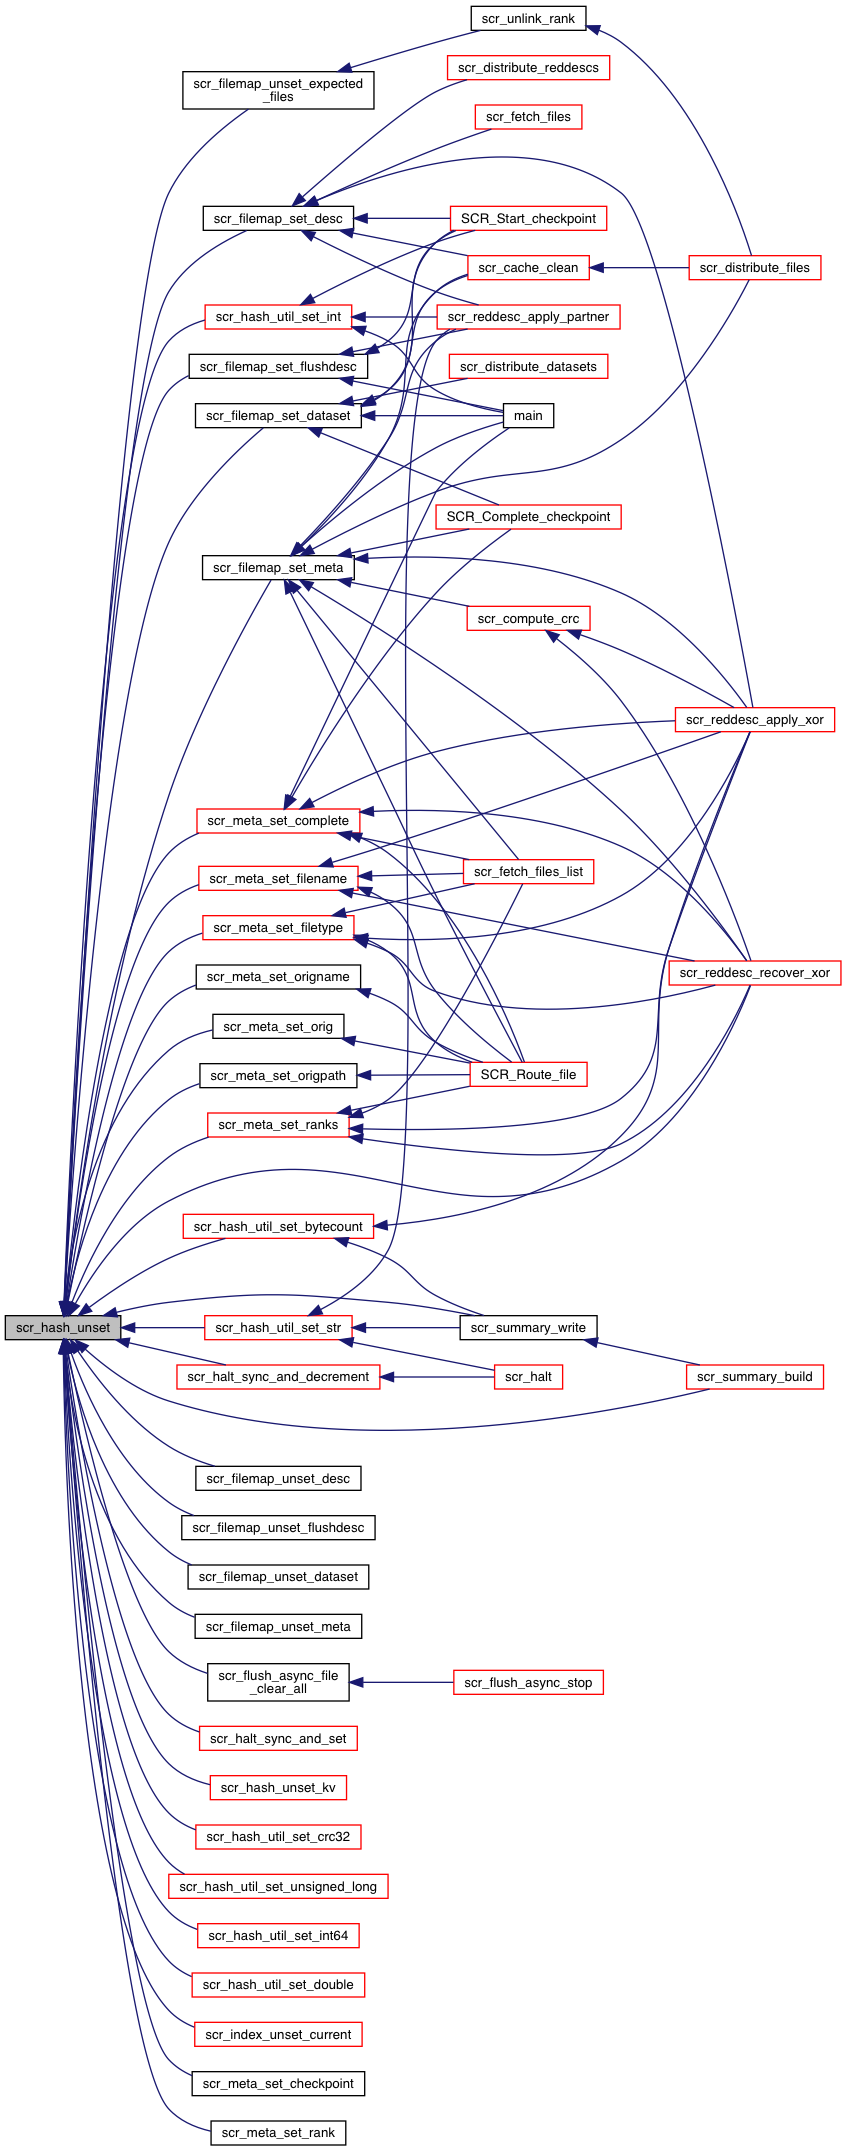 scr_unlink_rank
scr_distribute_reddescs
scr_filemap_unset_expected
_files
scr_fetch_files
scr_filemap_set_desc
SCR_Start_checkpoint
scr_cache_clean
scr_distribute_files
scr_hash_util_set_int
scr_reddesc_apply_partner
scr_filemap_set_flushdesc
scr_distribute_datasets
scr_filemap_set_dataset
main
SCR_Complete_checkpoint
scr_filemap_set_meta
scr_compute_crc
scr_reddesc_apply_xor
scr_meta_set_complete
scr_meta_set_filename
scr_fetch_files_list
scr_meta_set_filetype
scr_meta_set_origname
scr_reddesc_recover_xor
scr_meta_set_orig
scr_meta_set_origpath
SCR_Route_file
scr_meta_set_ranks
scr_hash_util_set_bytecount
scr_hash_unset
scr_hash_util_set_str
scr_summary_write
scr_halt_sync_and_decrement
scr_halt
scr_summary_build
scr_filemap_unset_desc
scr_filemap_unset_flushdesc
scr_filemap_unset_dataset
scr_filemap_unset_meta
scr_flush_async_file
_clear_all
scr_flush_async_stop
scr_halt_sync_and_set
scr_hash_unset_kv
scr_hash_util_set_crc32
scr_hash_util_set_unsigned_long
scr_hash_util_set_int64
scr_hash_util_set_double
scr_index_unset_current
scr_meta_set_checkpoint
scr_meta_set_rank